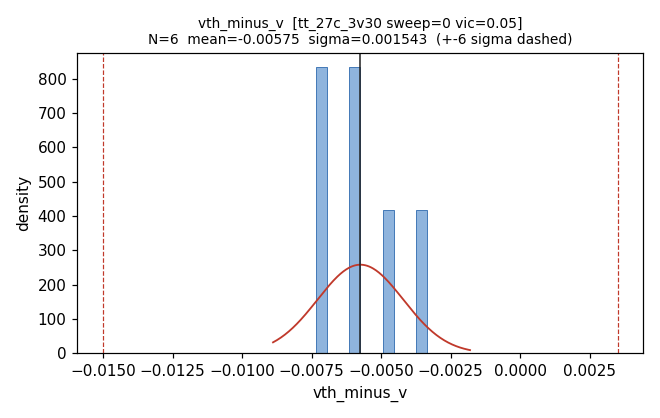 vth_minus_v  [tt_27c_3v30 sweep=0 vic=0.05]
N=6  mean=-0.00575  sigma=0.001543  (+-6 sigma dashed)
800
700
600
500
400
300
200
100
0
density
−0.0150 −0.0125 −0.0100 −0.0075 −0.0050 −0.0025 0.0000 0.0025
vth_minus_v